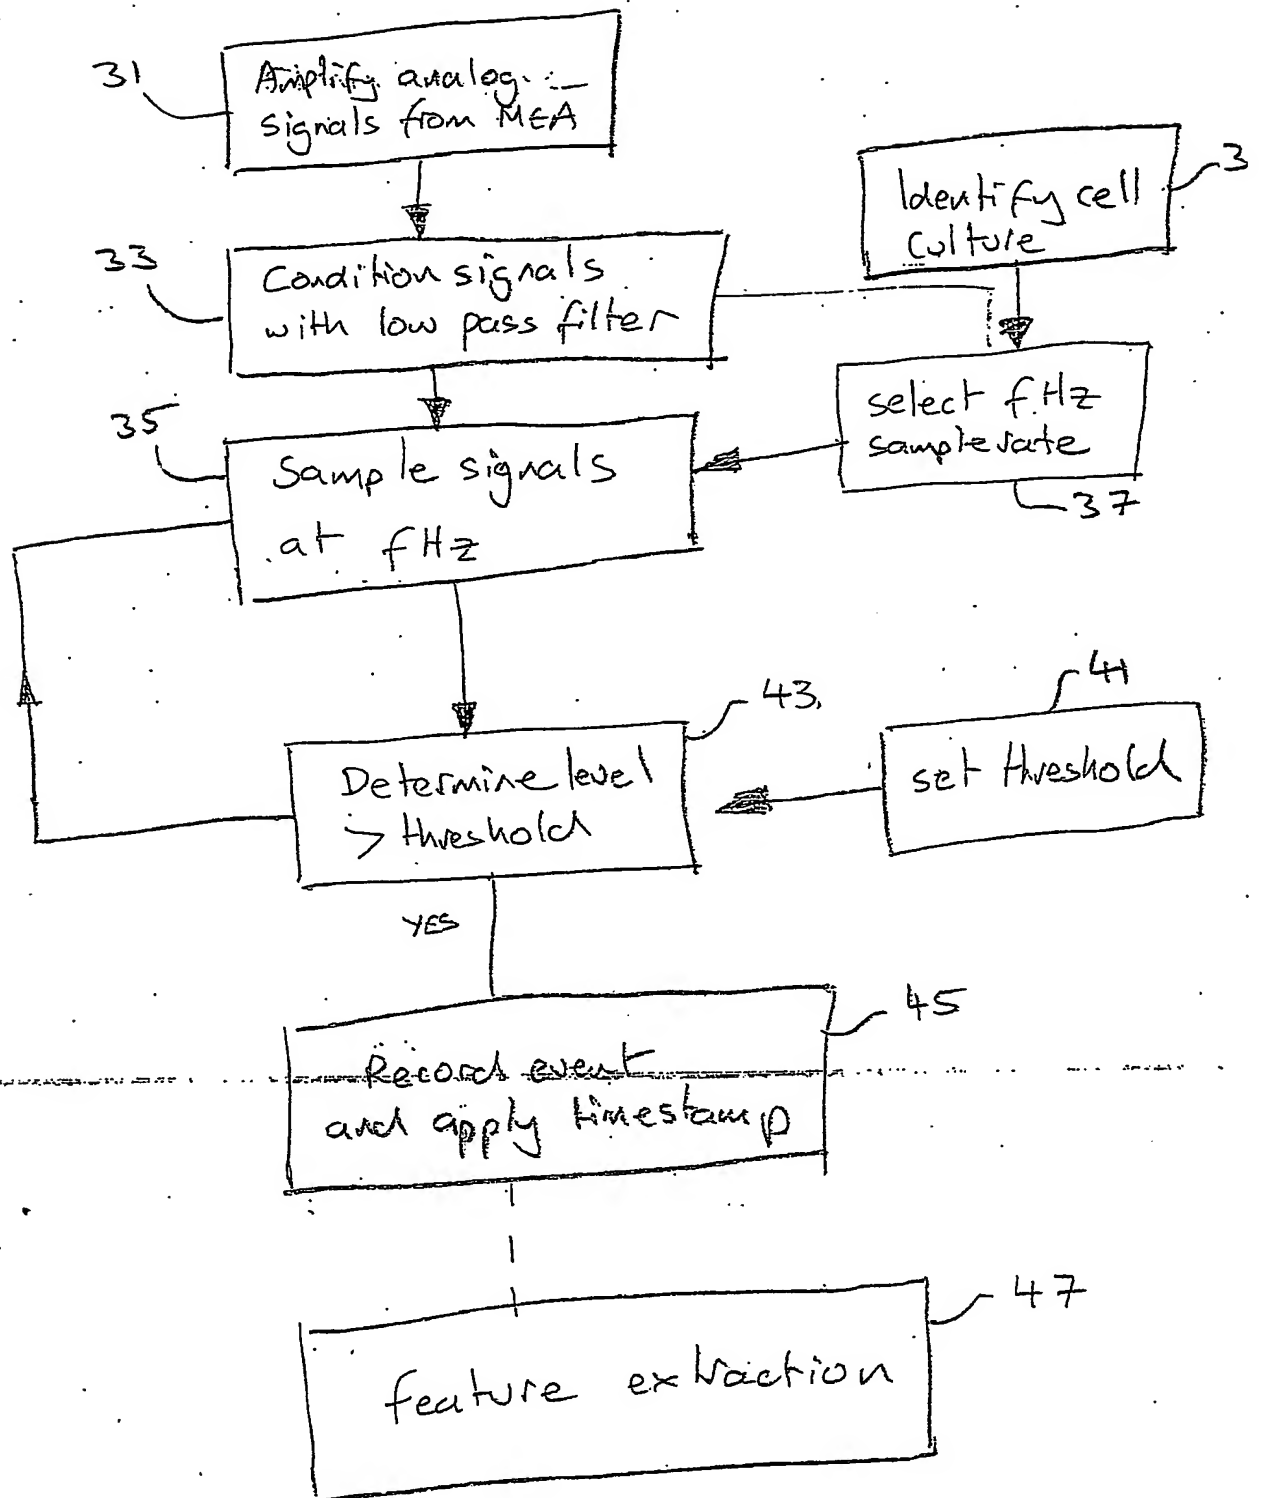 31
Amplify analog
signals from MEA
Identify cell
culture
3
33
Condition signals
with low pass filter
select f Hz
sample rate
37
35
Sample signals
at fHz
43
Determine level
> threshold
41
set threshold
YES
45
Record event
and apply timestamp
47
feature extraction